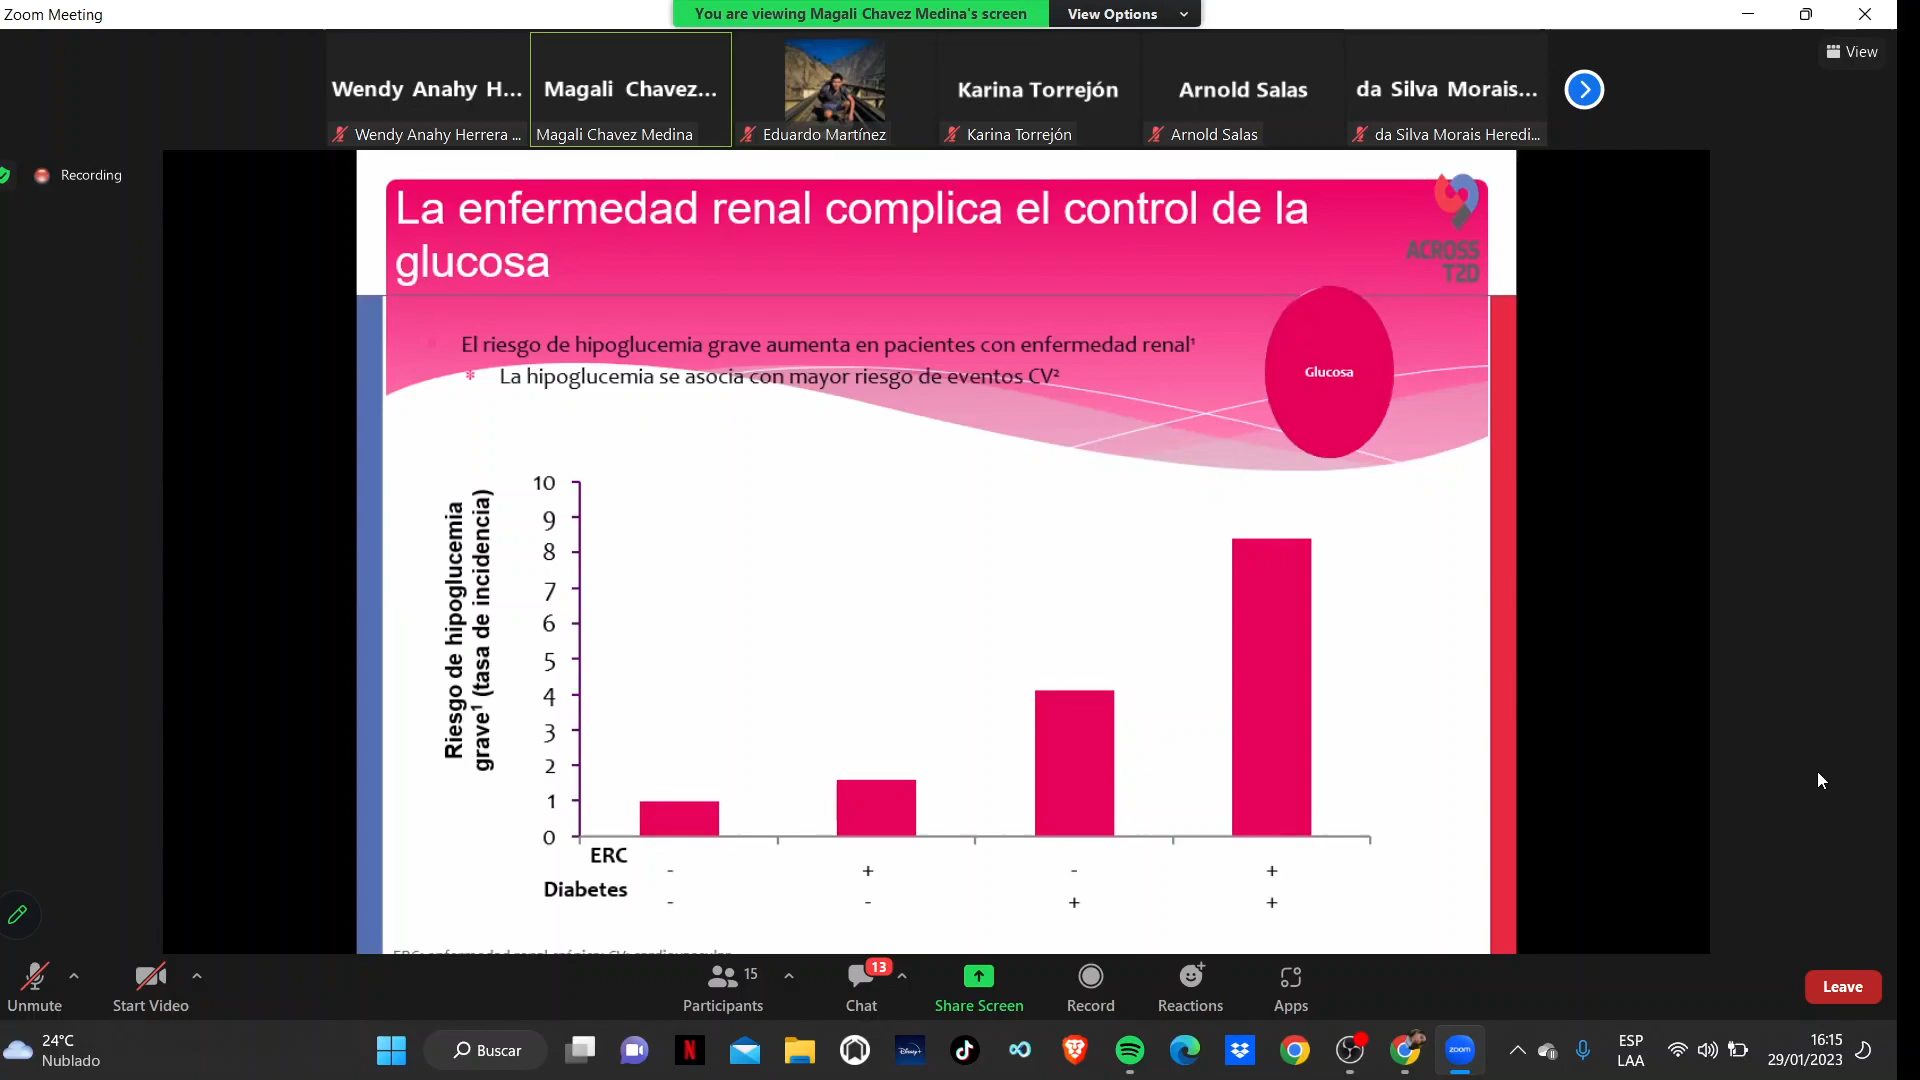 Zoom Meeting
You are viewing Magali Chavez Medina's screen
View Options
View
Wendy Anahy H...
Magali Chavez...
Karina Torrejón
Arnold Salas
da Silva Morais...
Wendy Anahy Herrera ...
Magali Chavez Medina
Eduardo Martínez
Karina Torrejón
Arnold Salas
da Silva Morais Heredi...
Recording
La enfermedad renal complica el control de la
glucosa
ACROSS
T2D
El riesgo de hipoglucemia grave aumenta en pacientes con enfermedad renal¹
* La hipoglucemia se asocia con mayor riesgo de eventos CV²
Glucosa
Riesgo de hipoglucemia
grave¹ (tasa de incidencia)
10
9
8
7
6
5
4
3
2
1
0
ERC
- + - +
Diabetes
- - + +
Unmute
Start Video
15
Participants
13
Chat
Share Screen
Record
Reactions
Apps
Leave
24°C
Nublado
Buscar
N
Disney+
zoom
ESP
LAA
16:15
29/01/2023